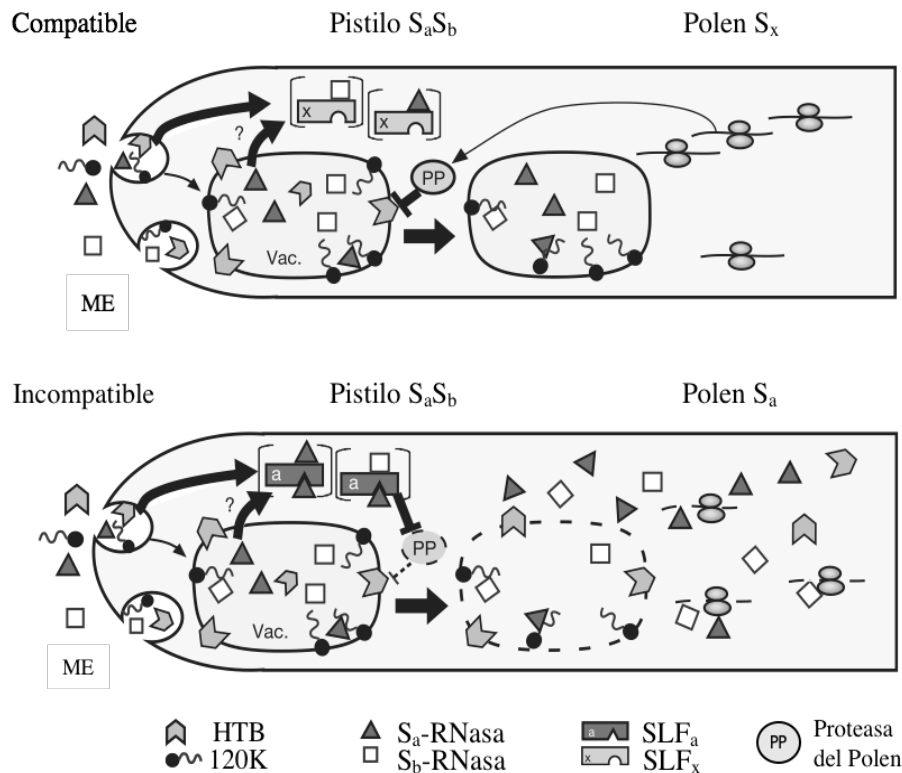 Compatible Pistilo SaSb Polen Sx
x
x
?
PP
Vac.
ME
Incompatible Pistilo SaSb Polen Sa
a
a
?
PP
Vac.
ME
HTB
120K
Sa-RNasa
Sb-RNasa
a SLFa
x SLFx
PP Proteasa
del Polen